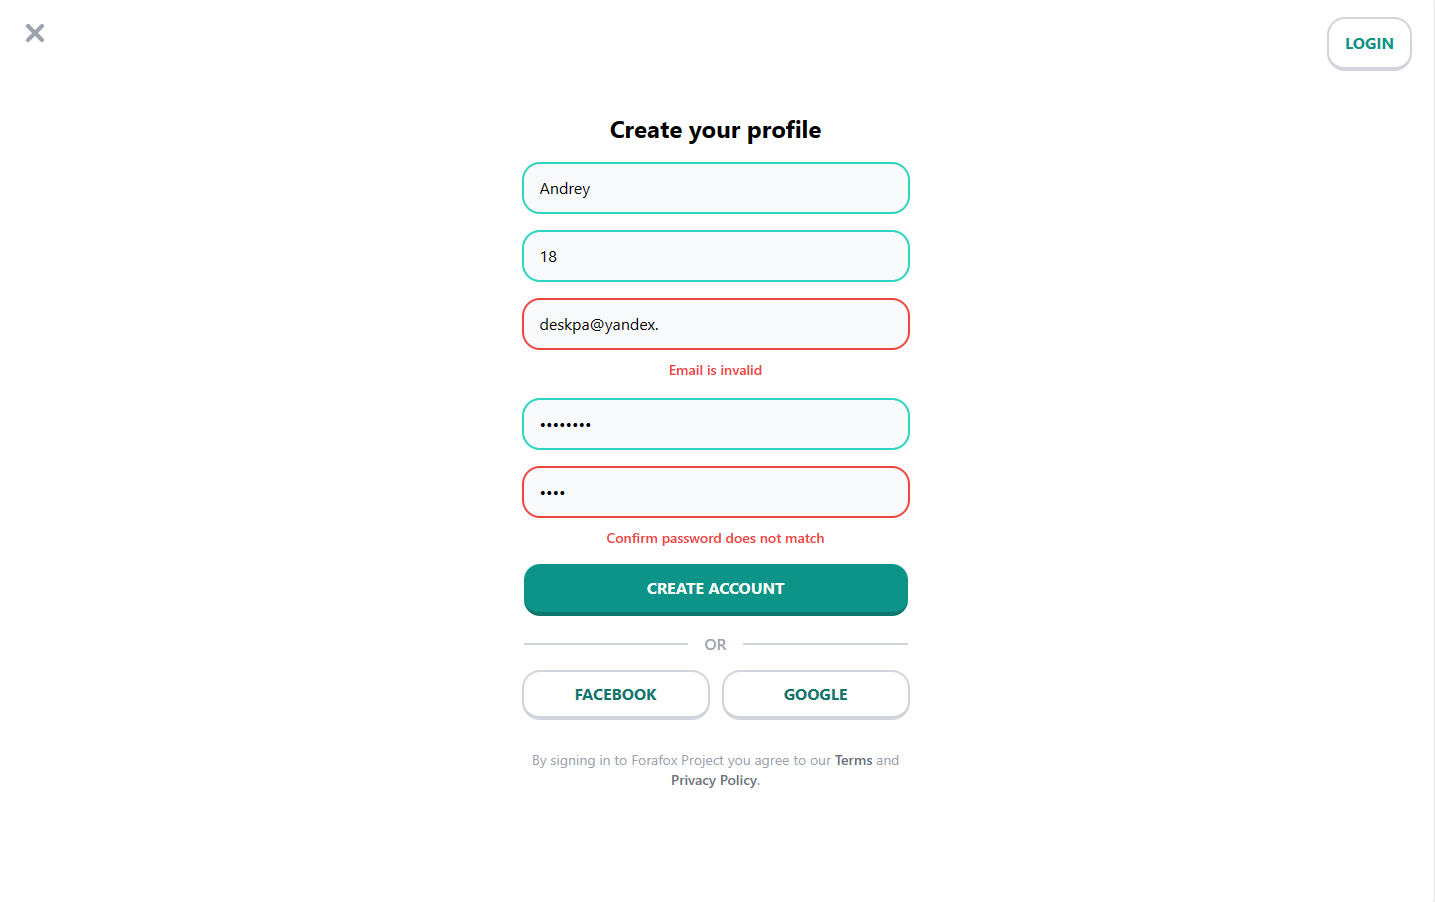 LOGIN
Create your profile
Andrey
18
deskpa@yandex.
Email is invalid
••••••••
••••
Confirm password does not match
CREATE ACCOUNT
OR
FACEBOOK
GOOGLE
By signing in to Forafox Project you agree to our Terms and
Privacy Policy.